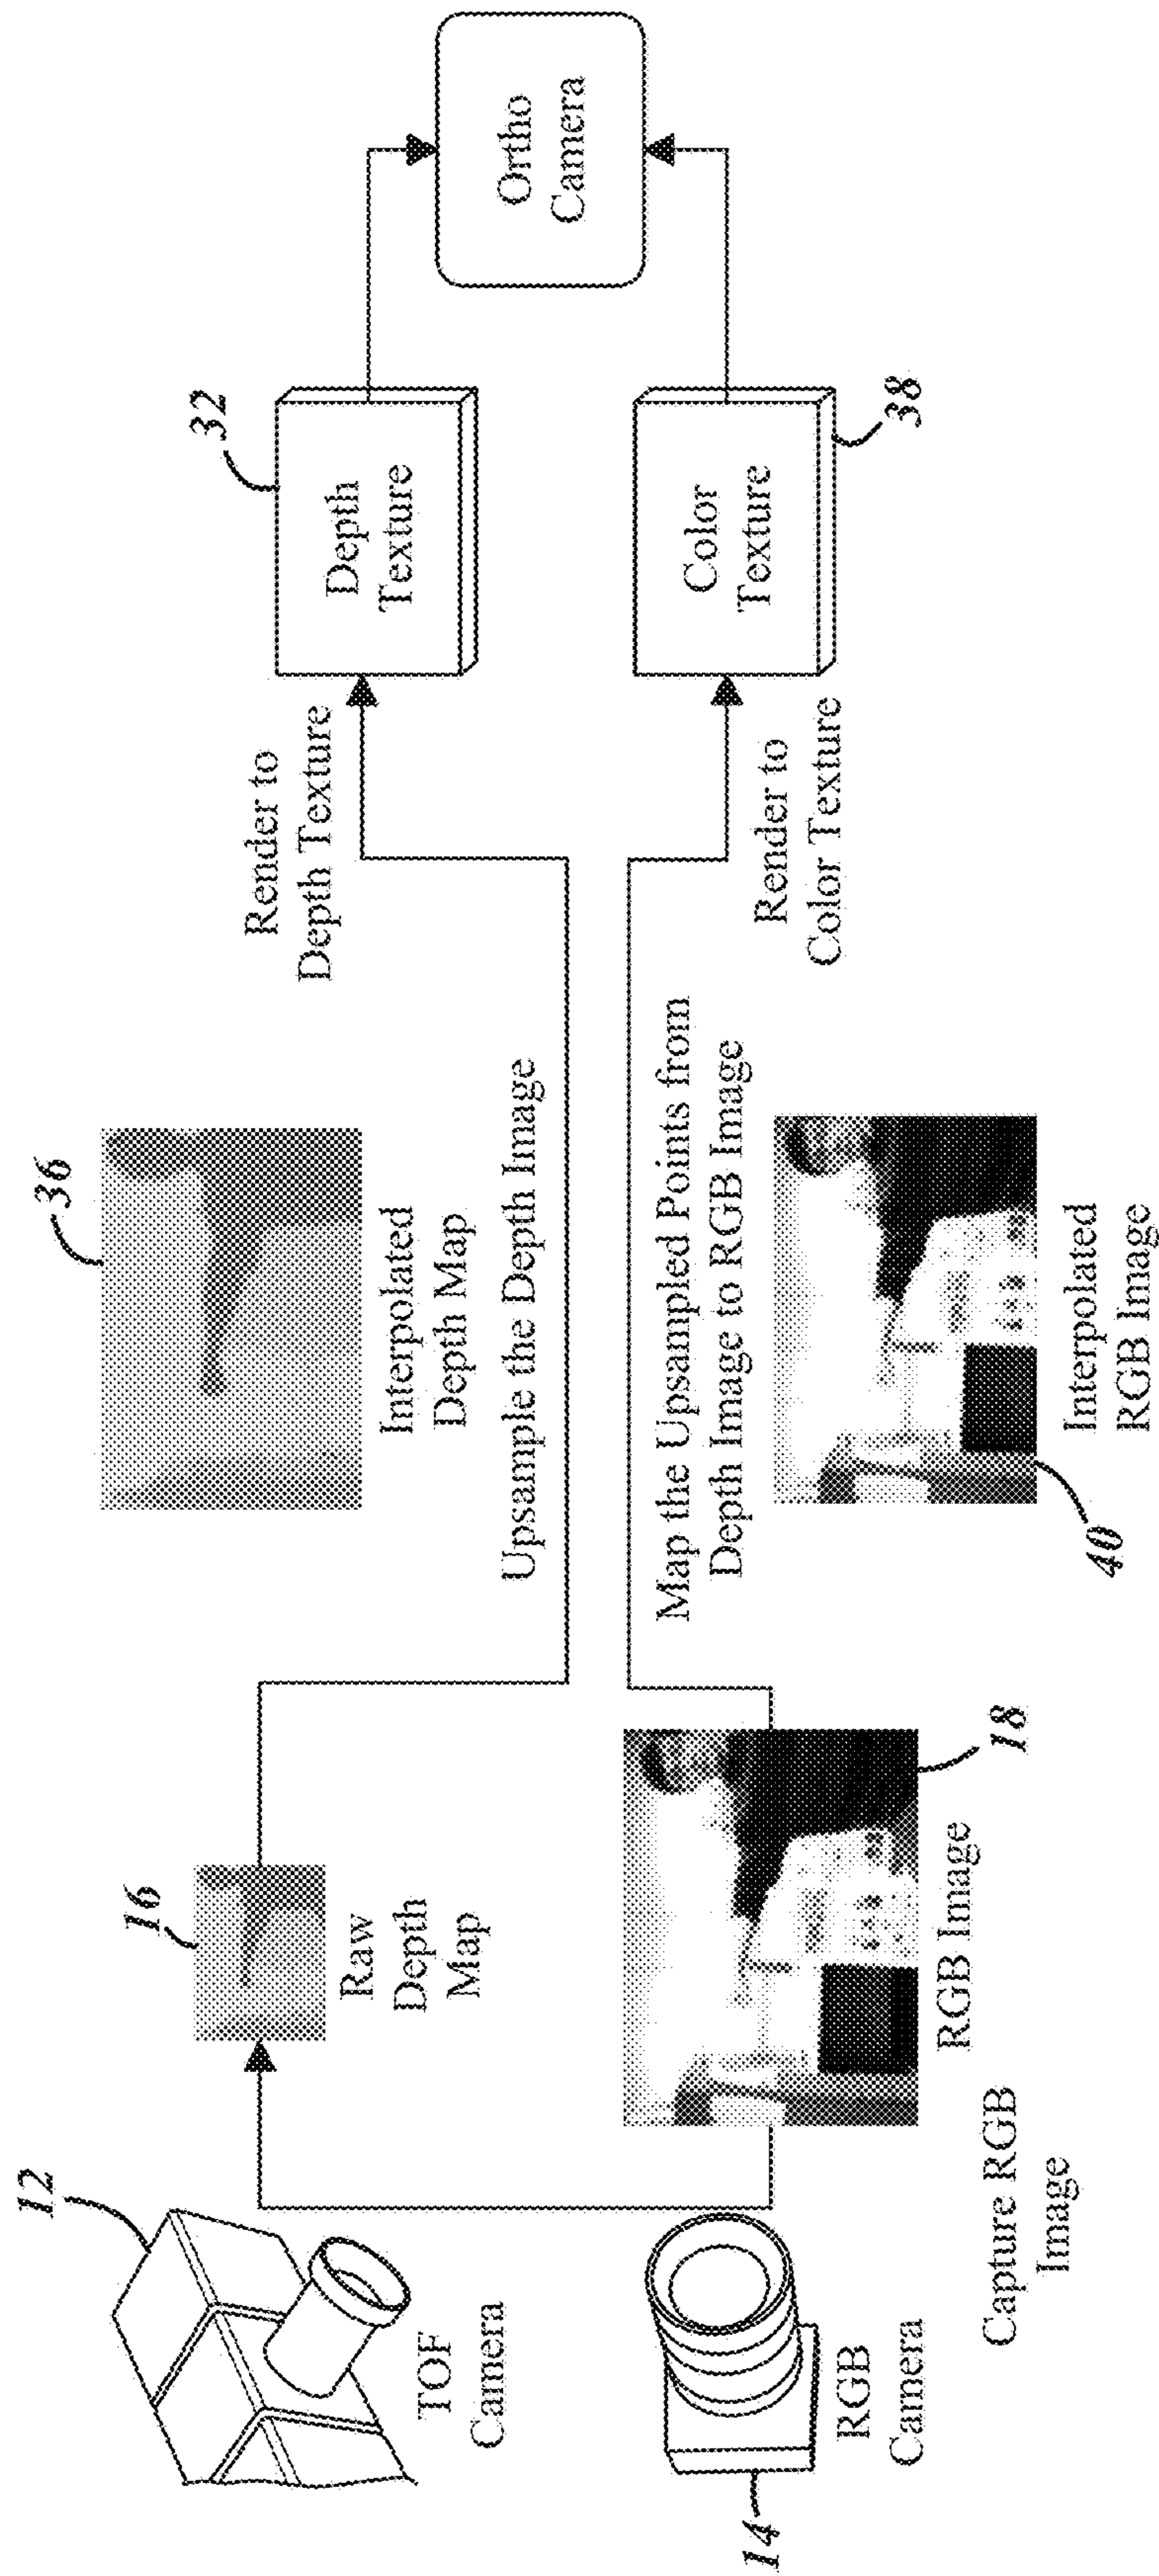 12
TOF
Camera
14
RGB
Camera
Capture RGB
Image
16
Raw
Depth
Map
18
RGB Image
36
Interpolated
Depth Map
Upsample the Depth Image
Map the Upsampled Points from
Depth Image to RGB Image
40
Interpolated
RGB Image
Render to
Depth Texture
Render to
Color Texture
32
Depth
Texture
Color
Texture
38
Ortho
Camera